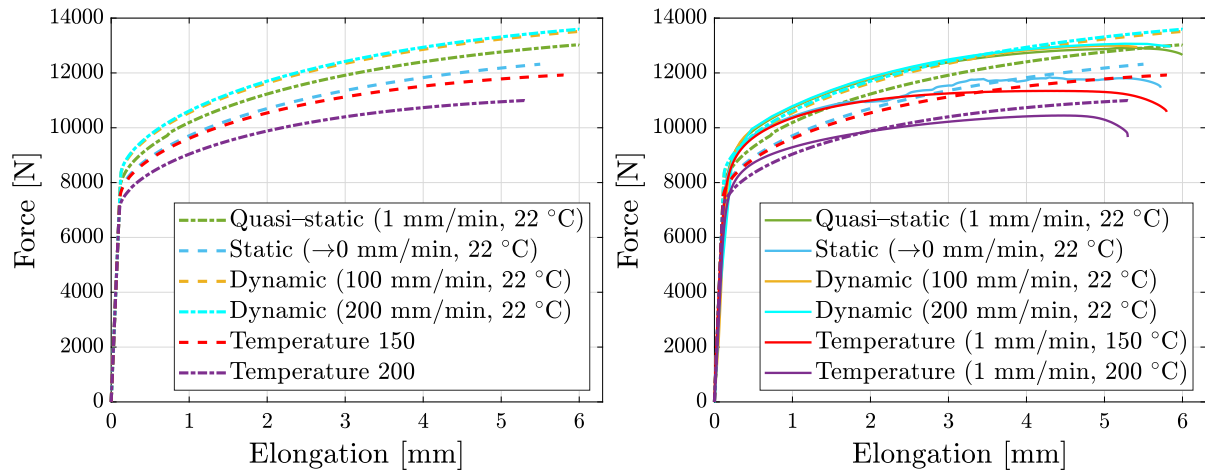 14000
12000
10000
8000
6000
4000
2000
0
Force [N]
Quasi–static (1 mm/min, 22 °C)
Static (→0 mm/min, 22 °C)
Dynamic (100 mm/min, 22 °C)
Dynamic (200 mm/min, 22 °C)
Temperature 150
Temperature 200
0 1 2 3 4 5 6
Elongation [mm]
14000
12000
10000
8000
6000
4000
2000
0
Force [N]
Quasi–static (1 mm/min, 22 °C)
Static (→0 mm/min, 22 °C)
Dynamic (100 mm/min, 22 °C)
Dynamic (200 mm/min, 22 °C)
Temperature (1 mm/min, 150 °C)
Temperature (1 mm/min, 200 °C)
0 1 2 3 4 5 6
Elongation [mm]